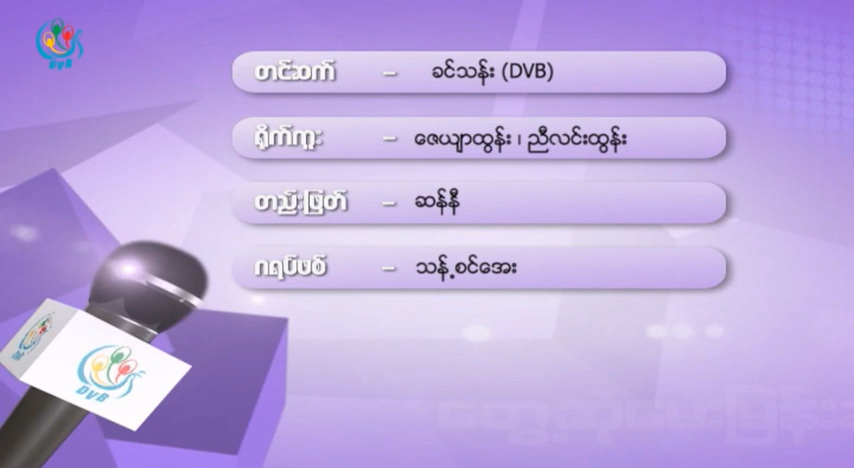 DVB
တင်ဆက် – ခင်သန်း (DVB)
ရိုက်ကူး – ဇေယျာထွန်း ၊ ညီလင်းထွန်း
တည်းဖြတ် – ဆန်နီ
ဂရပ်ဖစ် – သန့်စင်အေး
DVB